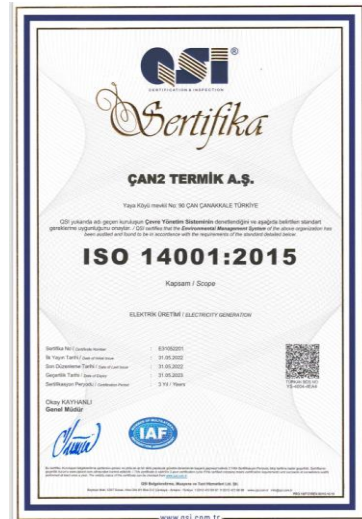 QSI®
CERTIFICATION & INSPECTION
Sertifika
ÇAN2 TERMİK A.Ş.
Yaya Köyü mevkii No: 90 ÇAN ÇANAKKALE TÜRKİYE
QSI yukarıda adı geçen kuruluşun Çevre Yönetim Sisteminin denetlendiğini ve aşağıda belirtilen standart
gereklerine uygunluğunu onaylar. / QSI certifies that the Environmental Management System of the above organization has
been audited and found to be in accordance with the requirements of the standard detailed below.
ISO 14001:2015
Kapsam / Scope
ELEKTRİK ÜRETİMİ / ELECTRICITY GENERATION
Sertifika No / Certificate Number :
İlk Yayın Tarihi / Date of Initial Issue : 31.05.2022
Son Düzenleme Tarihi / Date of Last Issue : 31.05.2022
Geçerlilik Tarihi / Date of Expiry : 31.05.2023
Sertifikasyon Periyodu / Certification Period : 3 Yıl / Years
Okay KAYHANLI
Genel Müdür
IAF
www.qsi.com.tr